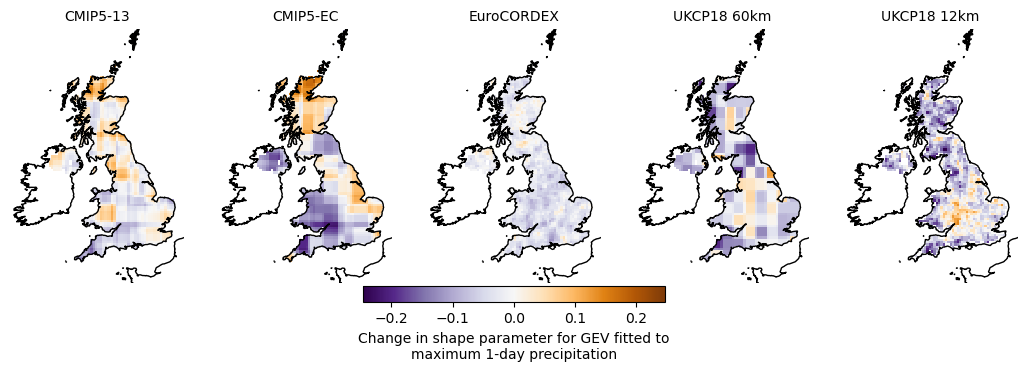 CMIP5-13 CMIP5-EC EuroCORDEX UKCP18 60km UKCP18 12km
−0.2 −0.1 0.0 0.1 0.2
Change in shape parameter for GEV fitted to
maximum 1-day precipitation